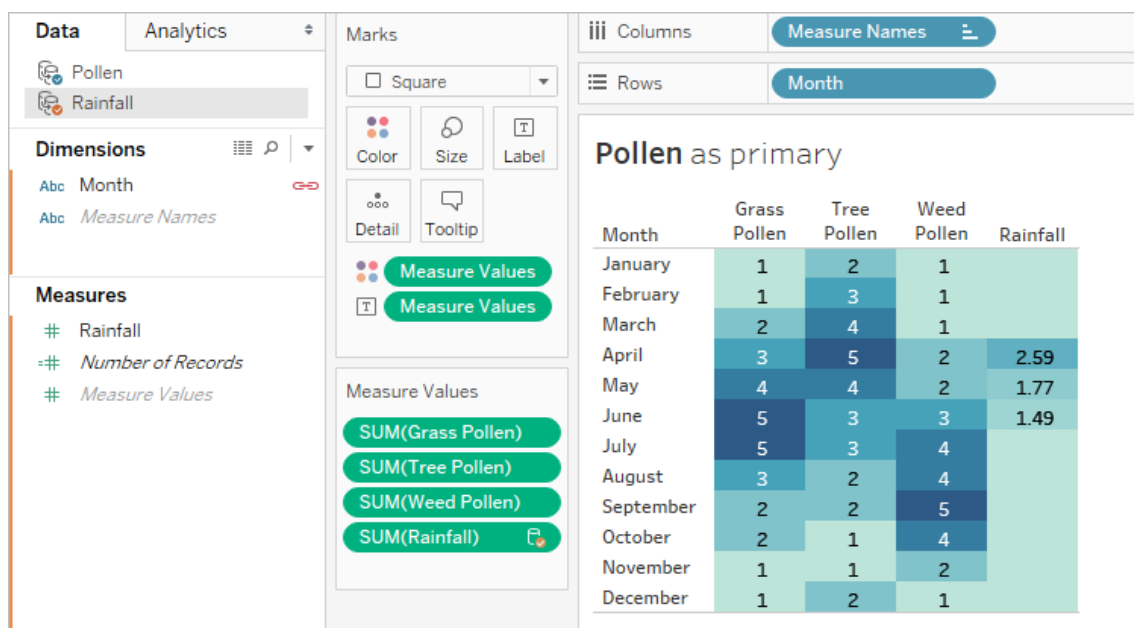 Data Analytics
Pollen
Rainfall
Dimensions
Abc Month
Abc Measure Names
Measures
# Rainfall
=# Number of Records
# Measure Values
Marks
Square
Color Size T Label
Detail Tooltip
Measure Values
T Measure Values
Measure Values
SUM(Grass Pollen)
SUM(Tree Pollen)
SUM(Weed Pollen)
SUM(Rainfall)
iii Columns Measure Names
Rows Month
Pollen as primary
Grass Tree Weed
Month Pollen Pollen Pollen Rainfall
January 1 2 1
February 1 3 1
March 2 4 1
April 3 5 2 2.59
May 4 4 2 1.77
June 5 3 3 1.49
July 5 3 4
August 3 2 4
September 2 2 5
October 2 1 4
November 1 1 2
December 1 2 1